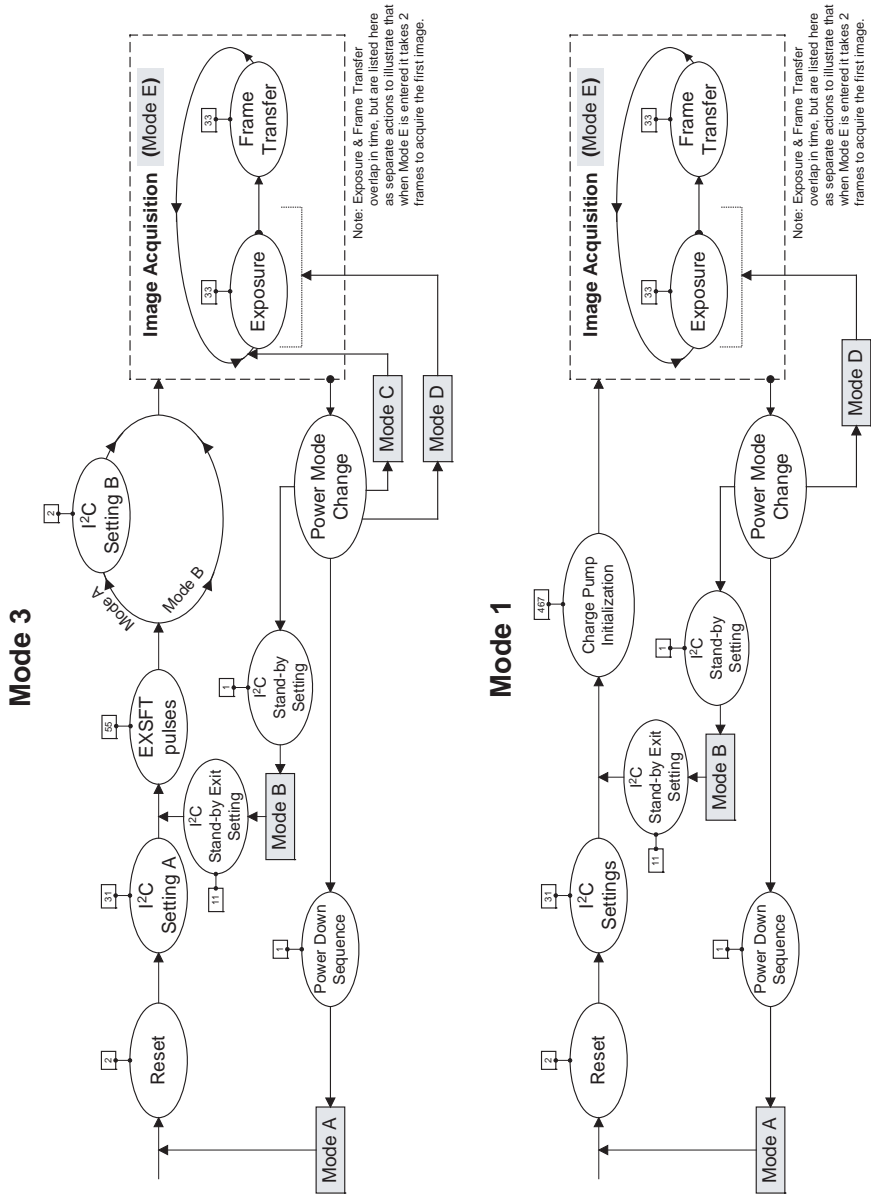 Mode 3
2
Reset
31
I²C
Setting A
55
EXSFT
pulses
Mode A
Mode B
2
I²C
Setting B
Image Acquisition (Mode E)
33
Exposure
33
Frame
Transfer
Note: Exposure & Frame Transfer
overlap in time, but are listed here
as separate actions to illustrate that
when Mode E is entered it takes 2
frames to acquire the first image.
11
I²C
Stand-by Exit
Setting
Mode B
1
I²C
Stand-by
Setting
Power Mode
Change
Mode C
Mode D
1
Power Down
Sequence
Mode A
Mode 1
2
Reset
31
I²C
Settings
467
Charge Pump
Initialization
Image Acquisition (Mode E)
33
Exposure
33
Frame
Transfer
Note: Exposure & Frame Transfer
overlap in time, but are listed here
as separate actions to illustrate that
when Mode E is entered it takes 2
frames to acquire the first image.
11
I²C
Stand-by Exit
Setting
Mode B
1
I²C
Stand-by
Setting
Power Mode
Change
Mode D
1
Power Down
Sequence
Mode A